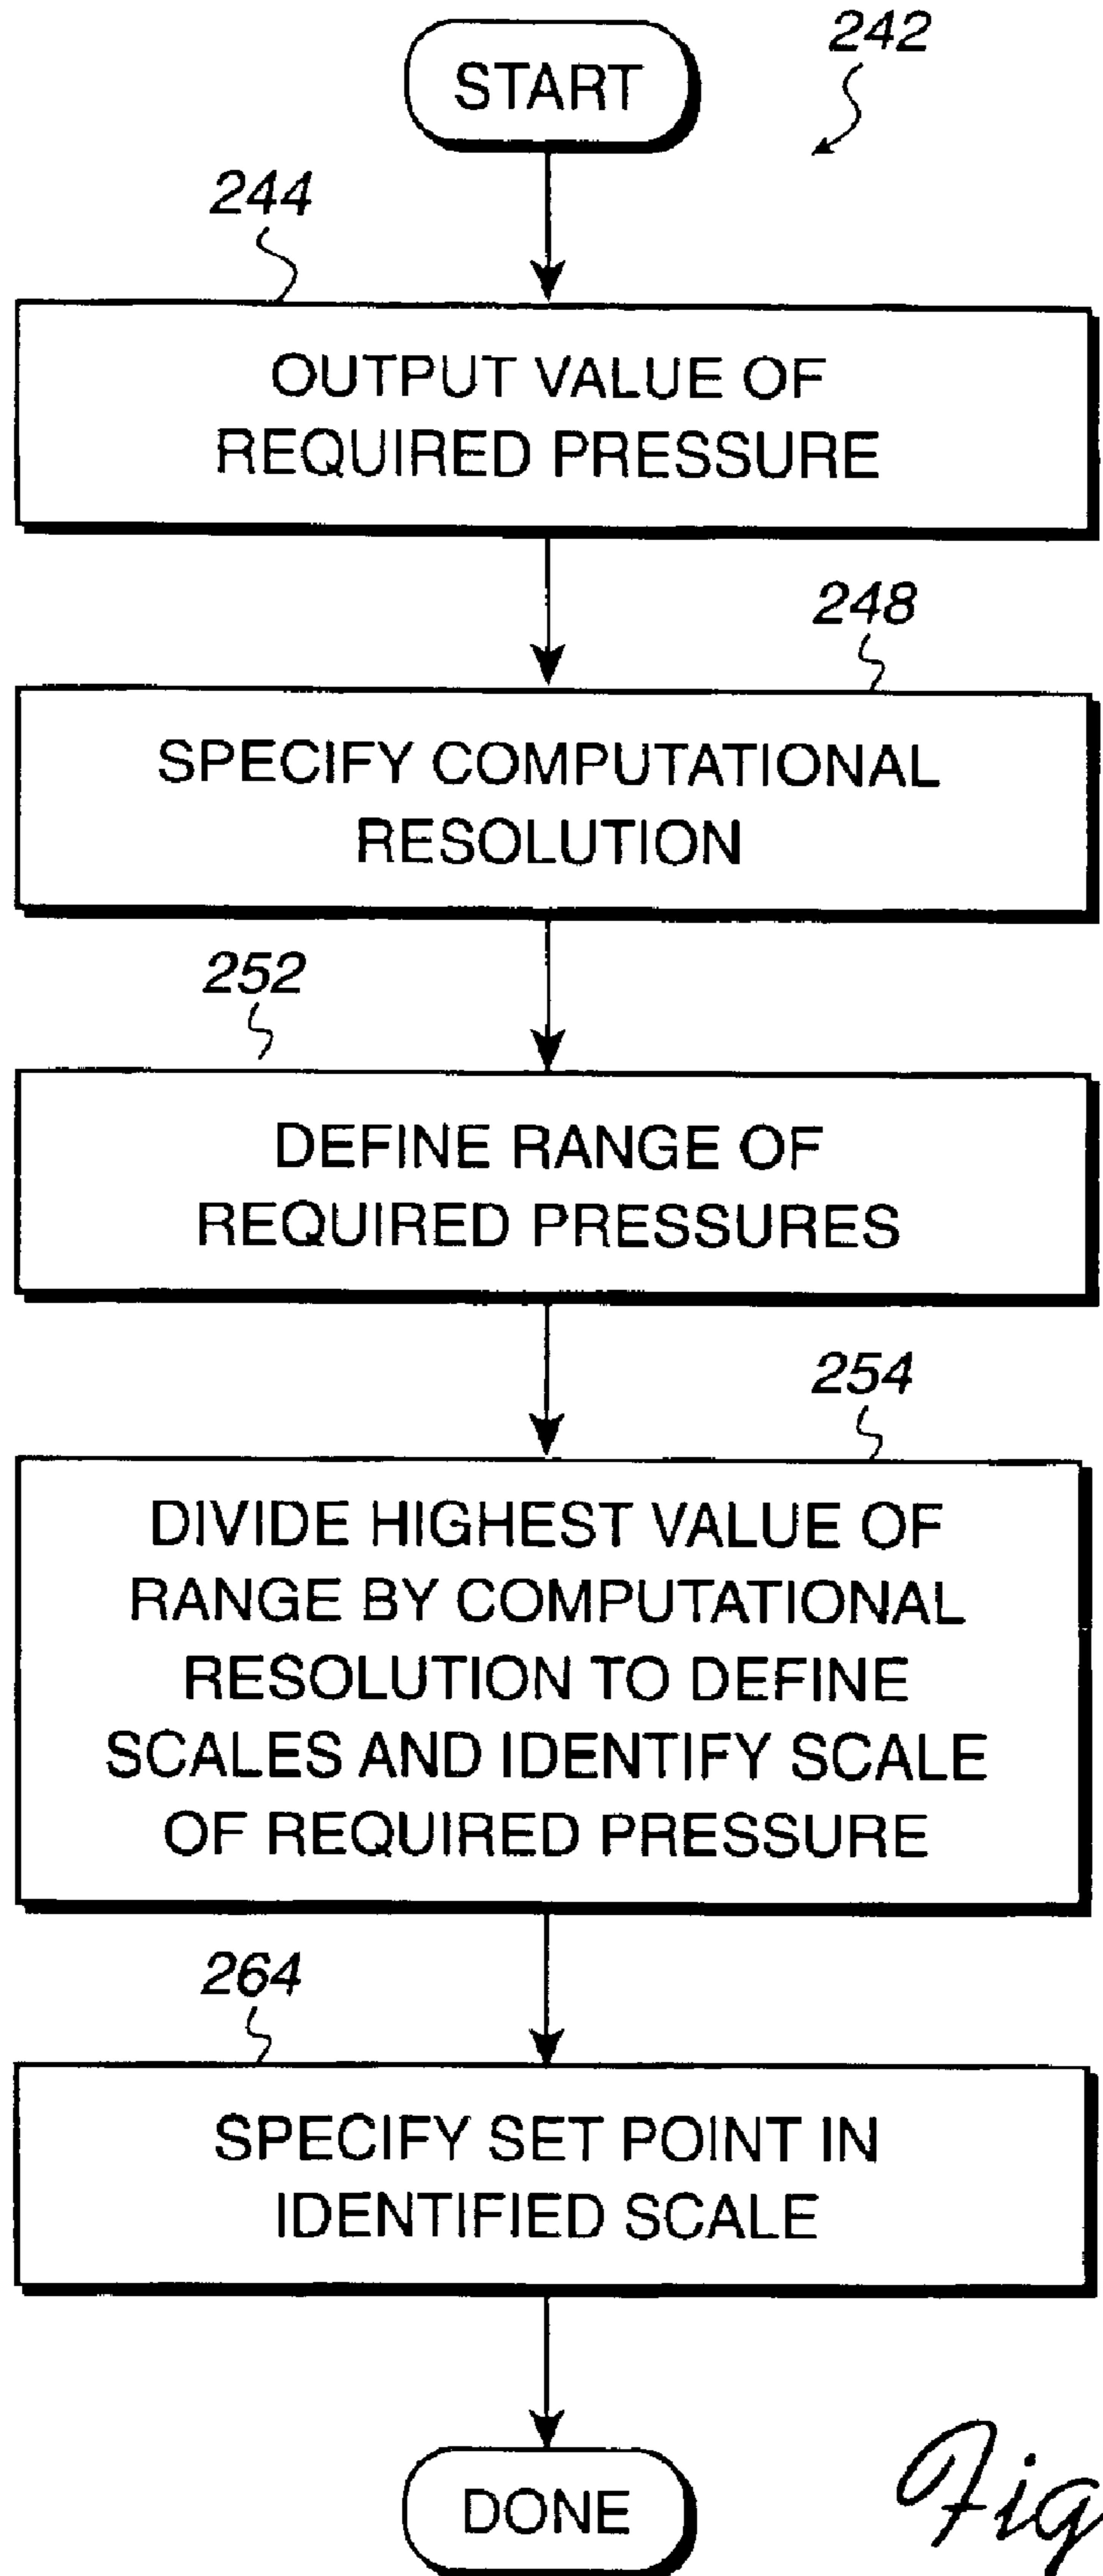 242
START
244
OUTPUT VALUE OF
REQUIRED PRESSURE
248
SPECIFY COMPUTATIONAL
RESOLUTION
252
DEFINE RANGE OF
REQUIRED PRESSURES
254
DIVIDE HIGHEST VALUE OF
RANGE BY COMPUTATIONAL
RESOLUTION TO DEFINE
SCALES AND IDENTIFY SCALE
OF REQUIRED PRESSURE
264
SPECIFY SET POINT IN
IDENTIFIED SCALE
DONE
Fig